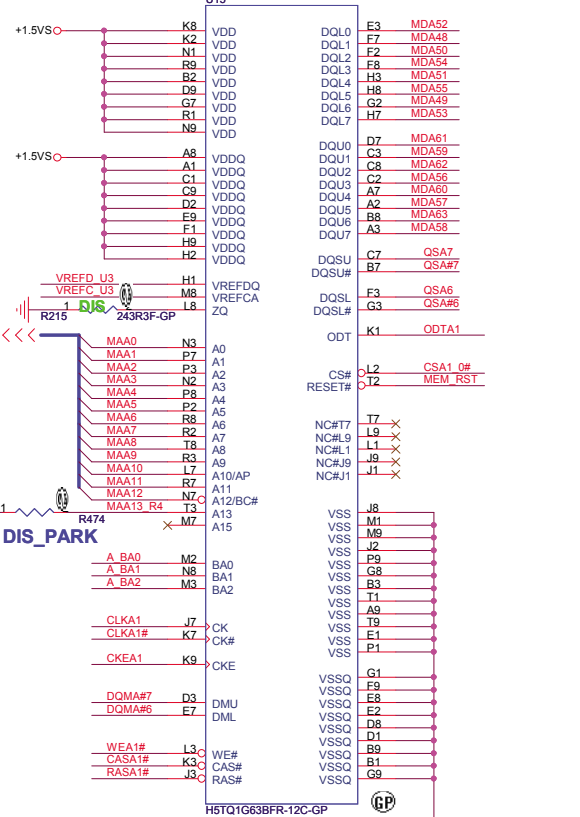 +1.5VS K8 VDD DQL0 E3 MDA52
K2 VDD DQL1 F7 MDA48
N1 VDD DQL2 F2 MDA50
R9 VDD DQL3 F8 MDA54
B2 VDD DQL4 H3 MDA51
D9 VDD DQL5 H8 MDA55
G7 VDD DQL6 G2 MDA49
R1 VDD DQL7 H7 MDA53
N9 VDD
DQU0 D7 MDA61
+1.5VS A8 VDDQ DQU1 C3 MDA59
A1 VDDQ DQU2 C8 MDA62
C1 VDDQ DQU3 C2 MDA56
C9 VDDQ DQU4 A7 MDA60
D2 VDDQ DQU5 A2 MDA57
E9 VDDQ DQU6 B8 MDA63
F1 VDDQ DQU7 A3 MDA58
H9 VDDQ
H2 VDDQ DQSU C7 QSA7
DQSU# B7 QSA#7
VREFD_U3 H1 VREFDQ
VREFC_U3 M8 VREFCA DQSL F3 QSA6
1 DIS L8 ZQ DQSL# G3 QSA#6
R215 243R3F-GP
ODT K1 ODTA1
MAA0 N3 A0
MAA1 P7 A1
MAA2 P3 A2 CS# L2 CSA1_0#
MAA3 N2 A3 RESET# T2 MEM_RST
MAA4 P8 A4
MAA5 P2 A5
MAA6 R8 A6 NC#T7 T7
MAA7 R2 A7 NC#L9 L9
MAA8 T8 A8 NC#L1 L1
MAA9 R3 A9 NC#J9 J9
MAA10 L7 A10/AP NC#J1 J1
MAA11 R7 A11
MAA12 N7 A12/BC#
1 MAA13_R4 T3 A13 VSS J8
R474 M7 A15 VSS M1
DIS_PARK VSS M9
VSS J2
A_BA0 M2 BA0 VSS P9
A_BA1 N8 BA1 VSS G8
A_BA2 M3 BA2 VSS B3
VSS T1
VSS A9
CLKA1 J7 CK VSS T9
CLKA1# K7 CK# VSS E1
VSS P1
CKEA1 K9 CKE
VSSQ G1
VSSQ F9
DQMA#7 D3 DMU VSSQ E8
DQMA#6 E7 DML VSSQ E2
VSSQ D8
VSSQ D1
WEA1# L3 WE# VSSQ B9
CASA1# K3 CAS# VSSQ B1
RASA1# J3 RAS# VSSQ G9
GP
H5TQ1G63BFR-12C-GP